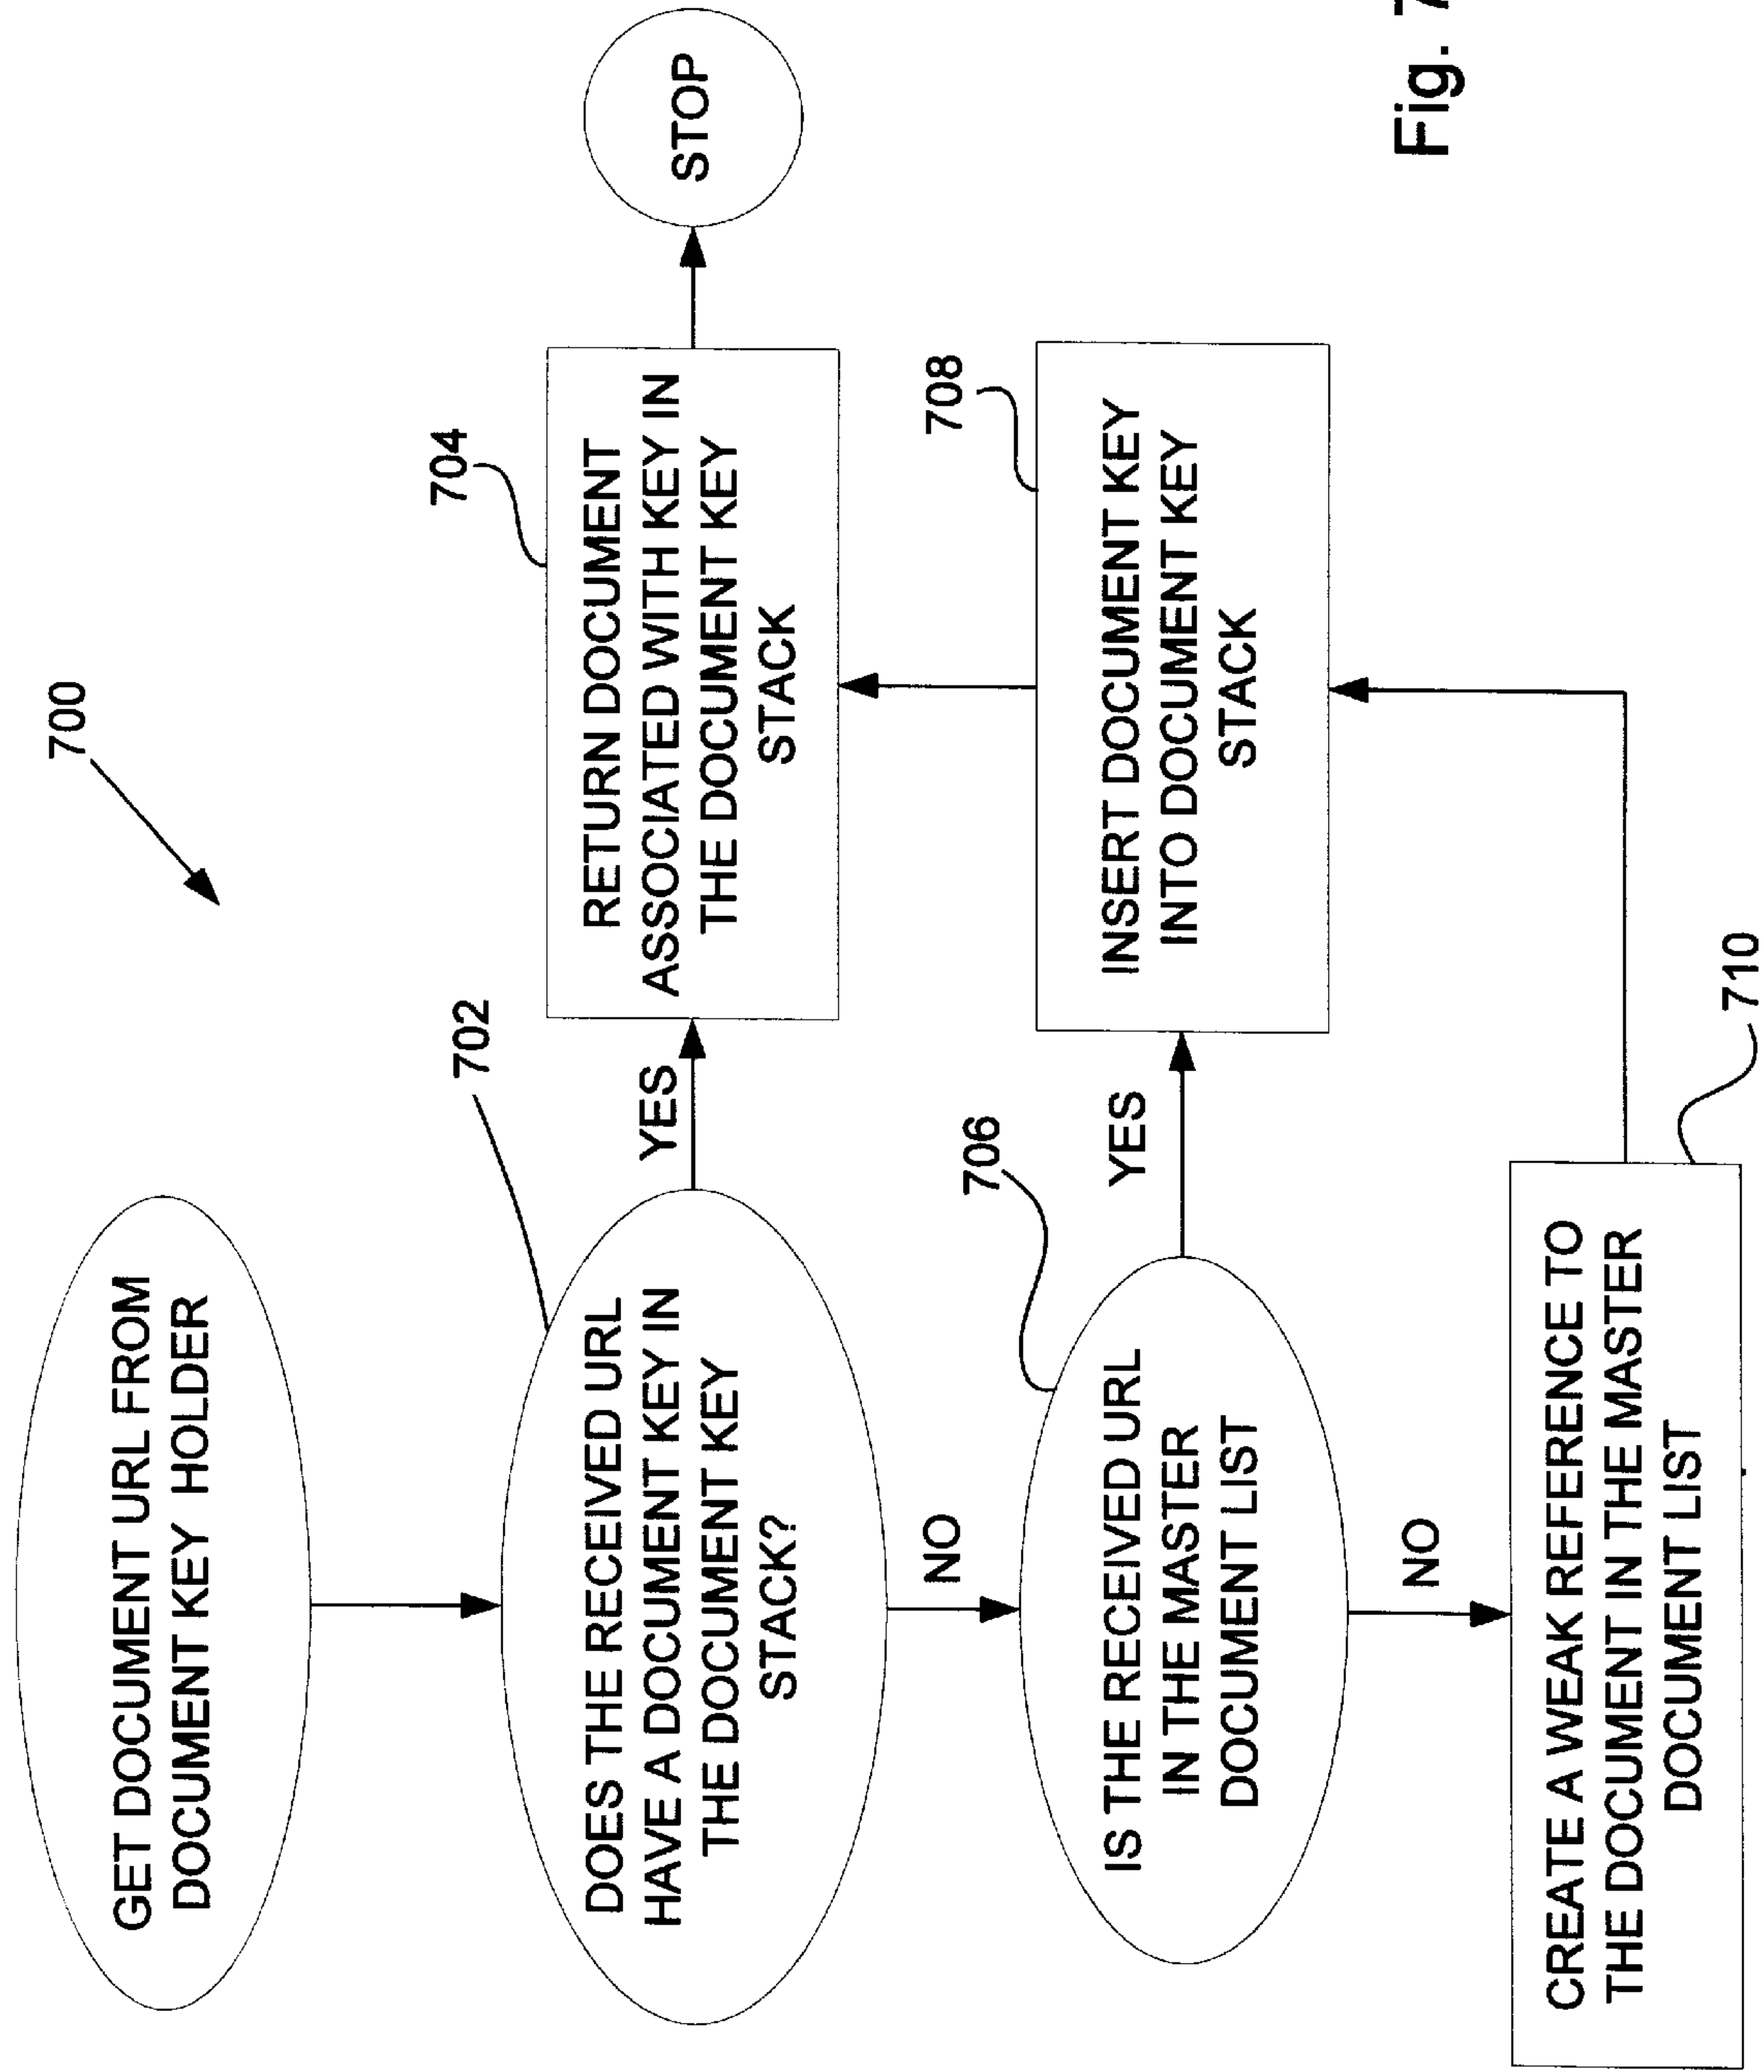 700
GET DOCUMENT URL FROM
DOCUMENT KEY HOLDER
702
DOES THE RECEIVED URL
HAVE A DOCUMENT KEY IN
THE DOCUMENT KEY
STACK?
YES
704
RETURN DOCUMENT
ASSOCIATED WITH KEY IN
THE DOCUMENT KEY
STACK
STOP
NO
706
IS THE RECEIVED URL
IN THE MASTER
DOCUMENT LIST
YES
708
INSERT DOCUMENT KEY
INTO DOCUMENT KEY
STACK
NO
710
CREATE A WEAK REFERENCE TO
THE DOCUMENT IN THE MASTER
DOCUMENT LIST
Fig. 7